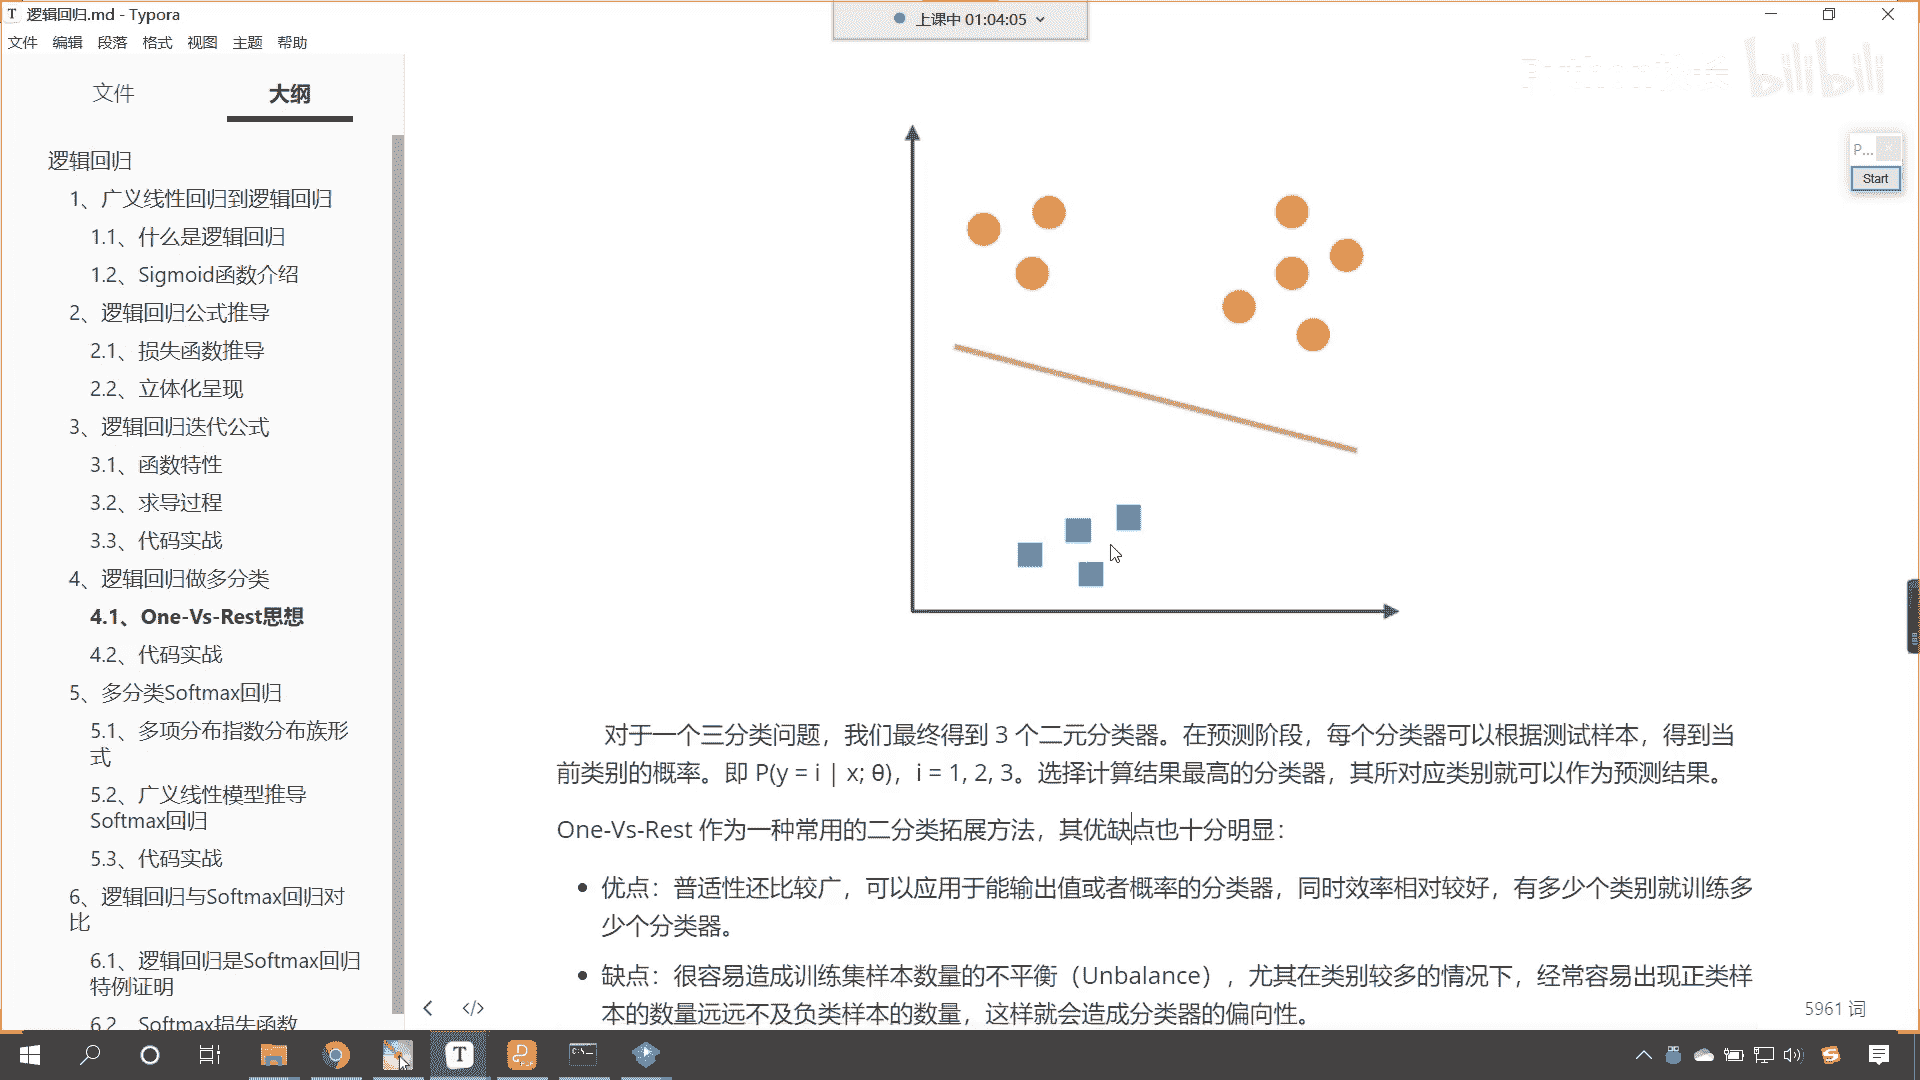 逻辑回归.md - Typora
上课中 01:04:05
文件 编辑 段落 格式 视图 主题 帮助
文件
大纲
bilibili
P...
Start
逻辑回归
1、广义线性回归到逻辑回归
1.1、什么是逻辑回归
1.2、Sigmoid函数介绍
2、逻辑回归公式推导
2.1、损失函数推导
2.2、立体化呈现
3、逻辑回归迭代公式
3.1、函数特性
3.2、求导过程
3.3、代码实战
4、逻辑回归做多分类
4.1、One-Vs-Rest思想
4.2、代码实战
5、多分类Softmax回归
5.1、多项分布指数分布族形
式
5.2、广义线性模型推导
Softmax回归
5.3、代码实战
6、逻辑回归与Softmax回归对
比
6.1、逻辑回归是Softmax回归
特例证明
6.2、Softmax损失函数
对于一个三分类问题，我们最终得到 3 个二元分类器。在预测阶段，每个分类器可以根据测试样本，得到当
前类别的概率。即 P(y = i | x; θ)，i = 1, 2, 3。选择计算结果最高的分类器，其所对应类别就可以作为预测结果。
One-Vs-Rest 作为一种常用的二分类拓展方法，其优缺点也十分明显：
优点：普适性还比较广，可以应用于能输出值或者概率的分类器，同时效率相对较好，有多少个类别就训练多
少个分类器。
缺点：很容易造成训练集样本数量的不平衡（Unbalance），尤其在类别较多的情况下，经常容易出现正类样
本的数量远远不及负类样本的数量，这样就会造成分类器的偏向性。
5961 词